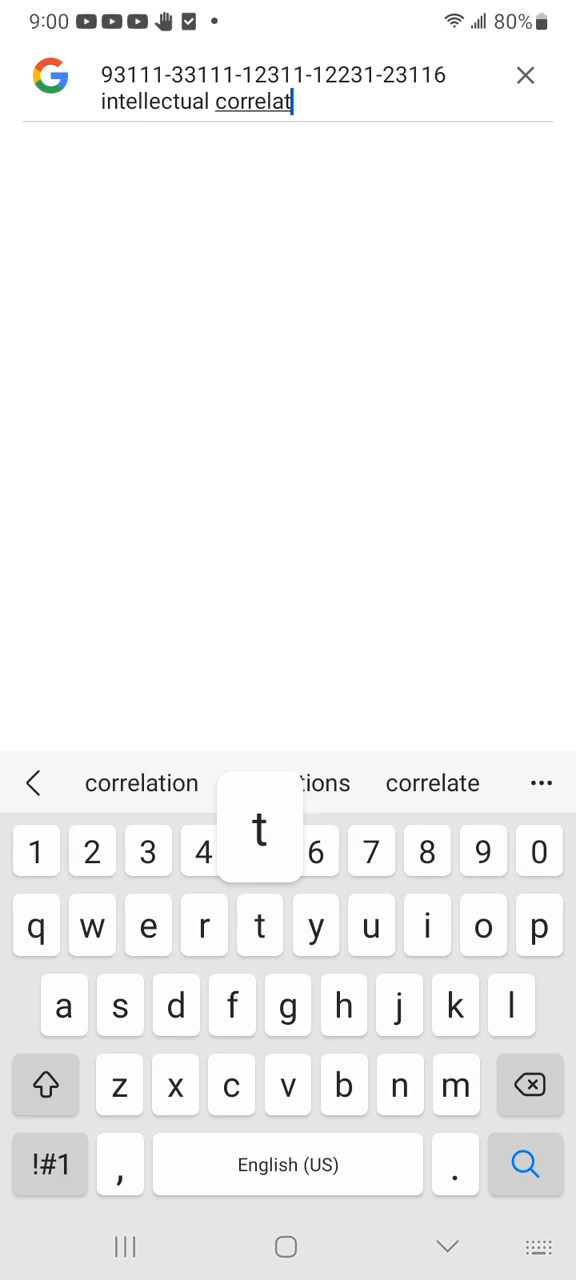 9:00 80%
93111-33111-12311-12231-23116
intellectual correlat
correlation tions correlate
t
1 2 3 4 6 7 8 9 0
q w e r t y u i o p
a s d f g h j k l
z x c v b n m
!#1 , English (US) .